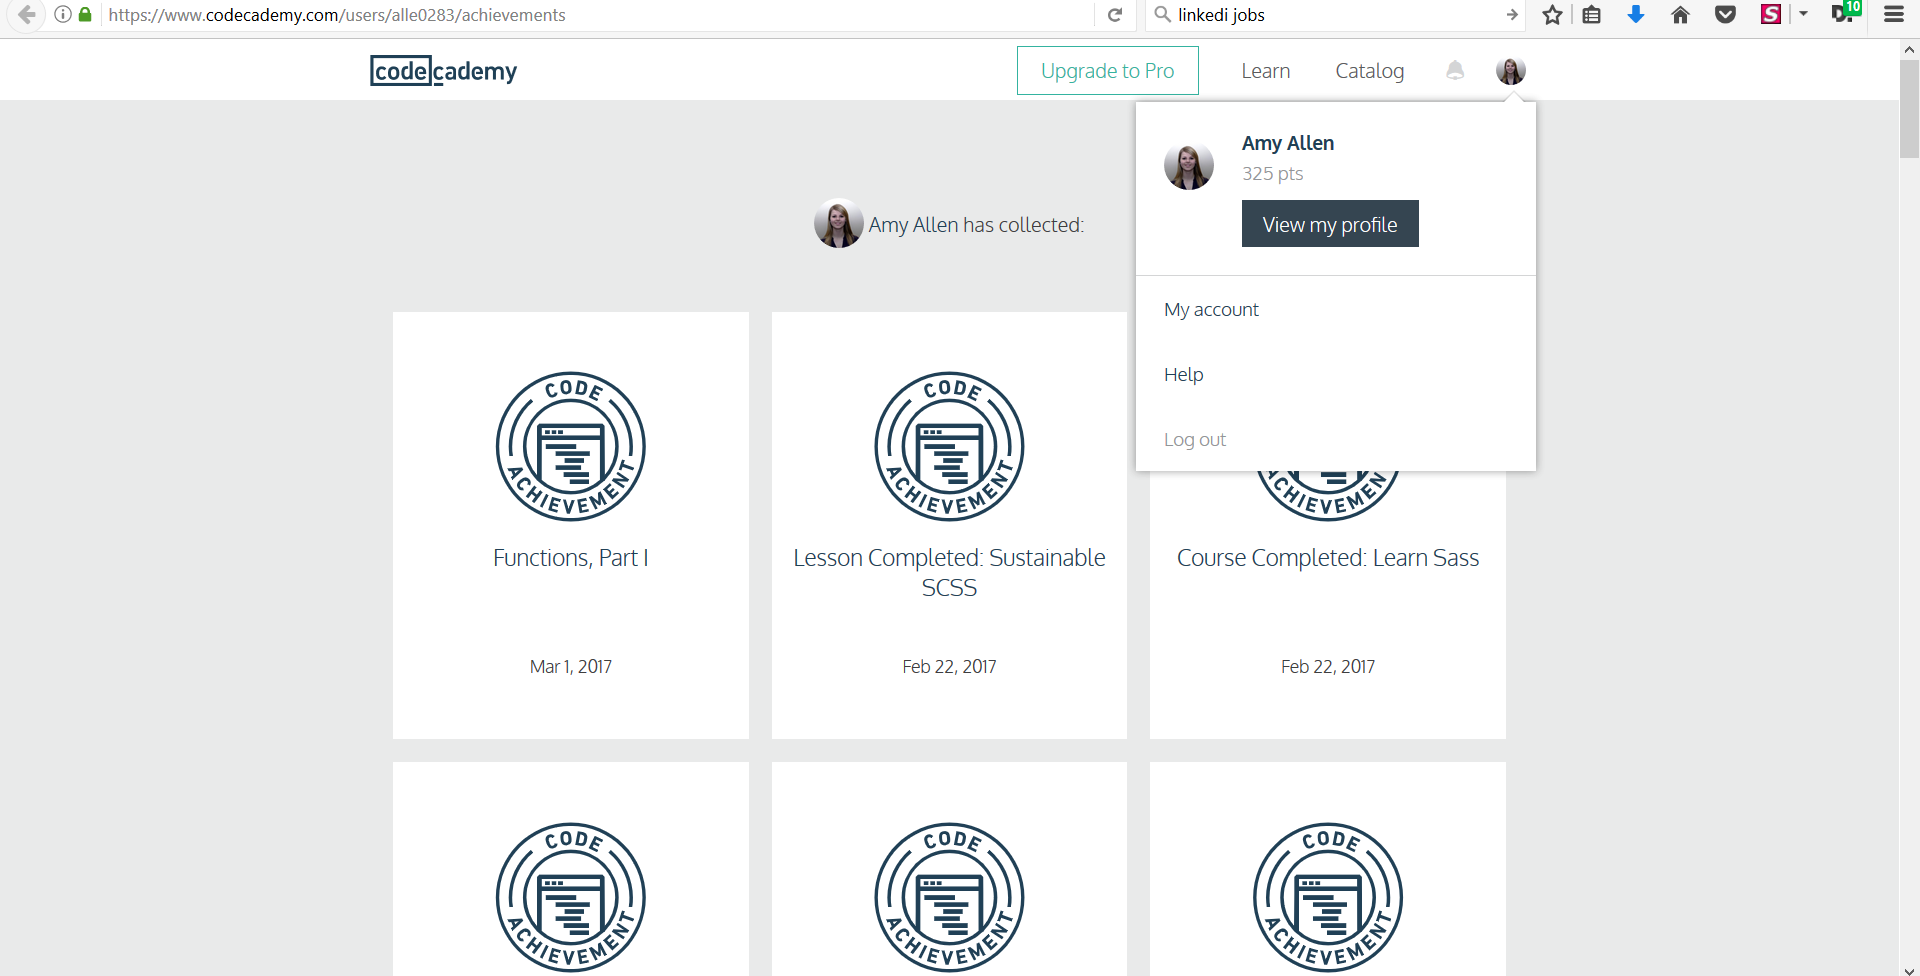 https://www.codecademy.com/users/alle0283/achievements
linkedi jobs
10
codecademy
Upgrade to Pro
Learn
Catalog
Amy Allen
325 pts
View my profile
My account
Help
Log out
Amy Allen has collected:
CODE
ACHIEVEMENT
Functions, Part I
Mar 1, 2017
CODE
ACHIEVEMENT
Lesson Completed: Sustainable
SCSS
Feb 22, 2017
ACHIEVEMENT
Course Completed: Learn Sass
Feb 22, 2017
CODE
ACHIEVEMENT
CODE
ACHIEVEMENT
CODE
ACHIEVEMENT